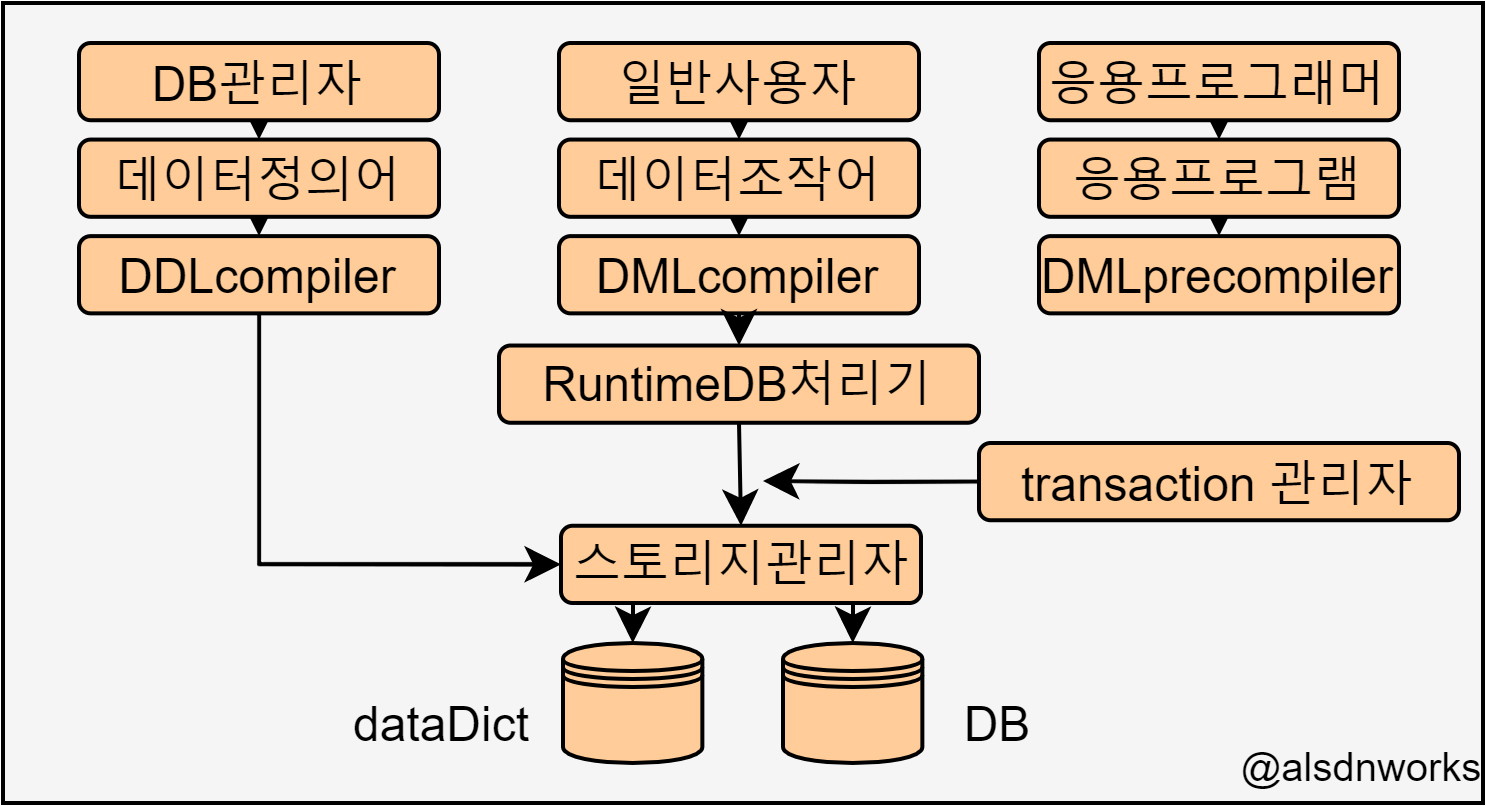 DB관리자
일반사용자
응용프로그래머
데이터정의어
데이터조작어
응용프로그램
DDLcompiler
DMLcompiler
DMLprecompiler
RuntimeDB처리기
transaction 관리자
스토리지관리자
dataDict
DB
@alsdnworks